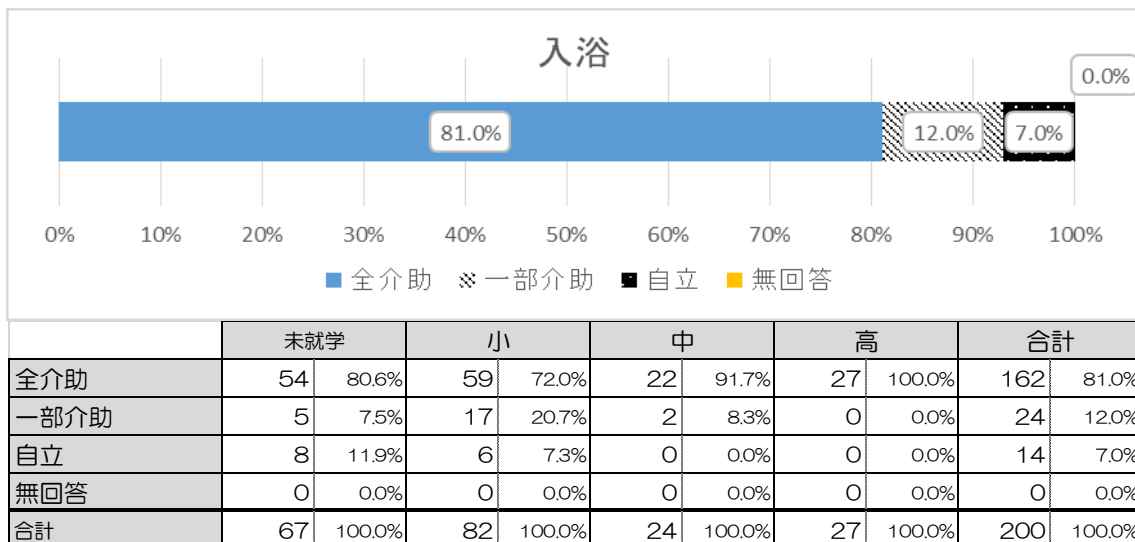 入浴
0.0%
81.0% 12.0% 7.0%
0% 10% 20% 30% 40% 50% 60% 70% 80% 90% 100%
全介助 一部介助 自立 無回答
未就学 小 中 高 合計
全介助 54 80.6% 59 72.0% 22 91.7% 27 100.0% 162 81.0%
一部介助 5 7.5% 17 20.7% 2 8.3% 0 0.0% 24 12.0%
自立 8 11.9% 6 7.3% 0 0.0% 0 0.0% 14 7.0%
無回答 0 0.0% 0 0.0% 0 0.0% 0 0.0% 0 0.0%
合計 67 100.0% 82 100.0% 24 100.0% 27 100.0% 200 100.0%